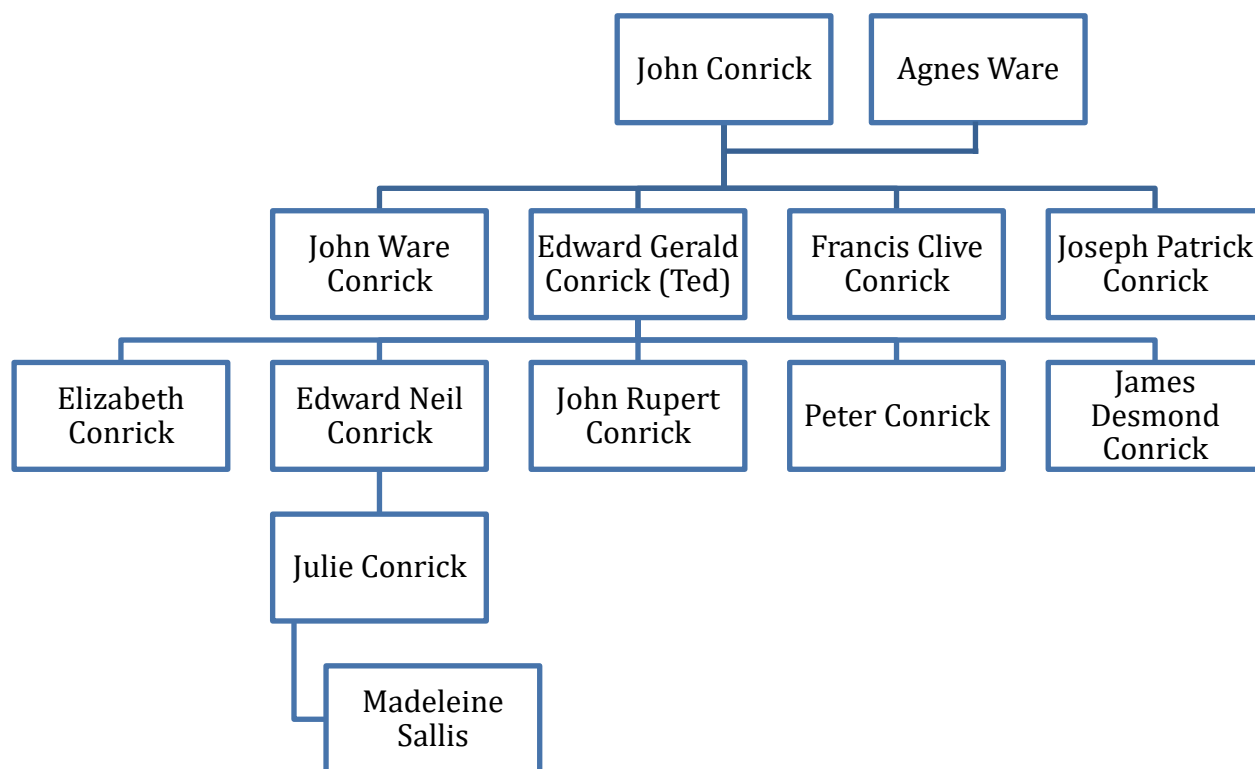 John Conrick
Agnes Ware
John Ware
Conrick
Edward Gerald
Conrick (Ted)
Francis Clive
Conrick
Joseph Patrick
Conrick
Elizabeth
Conrick
Edward Neil
Conrick
John Rupert
Conrick
Peter Conrick
James
Desmond
Conrick
Julie Conrick
Madeleine
Sallis